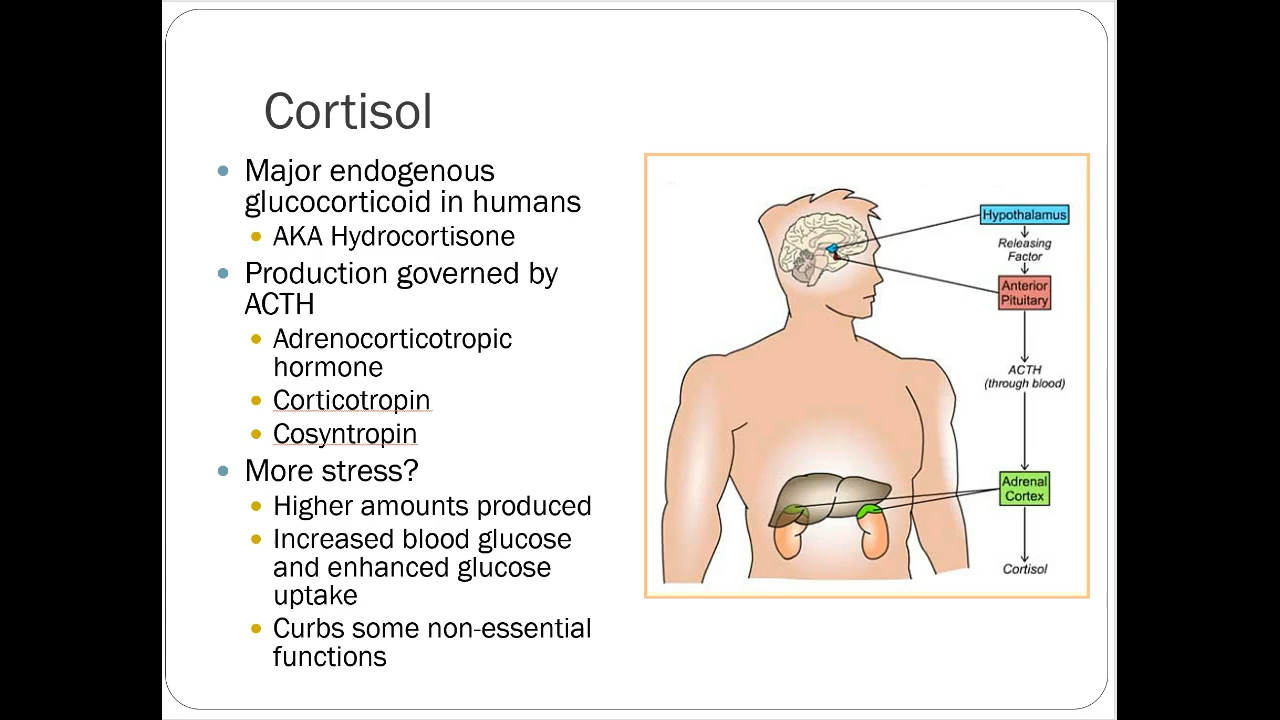 Cortisol
Major endogenous
glucocorticoid in humans
AKA Hydrocortisone
Production governed by
ACTH
Adrenocorticotropic
hormone
Corticotropin
Cosyntropin
More stress?
Higher amounts produced
Increased blood glucose
and enhanced glucose
uptake
Curbs some non-essential
functions
Hypothalamus
Releasing
Factor
Anterior
Pituitary
ACTH
(through blood)
Adrenal
Cortex
Cortisol